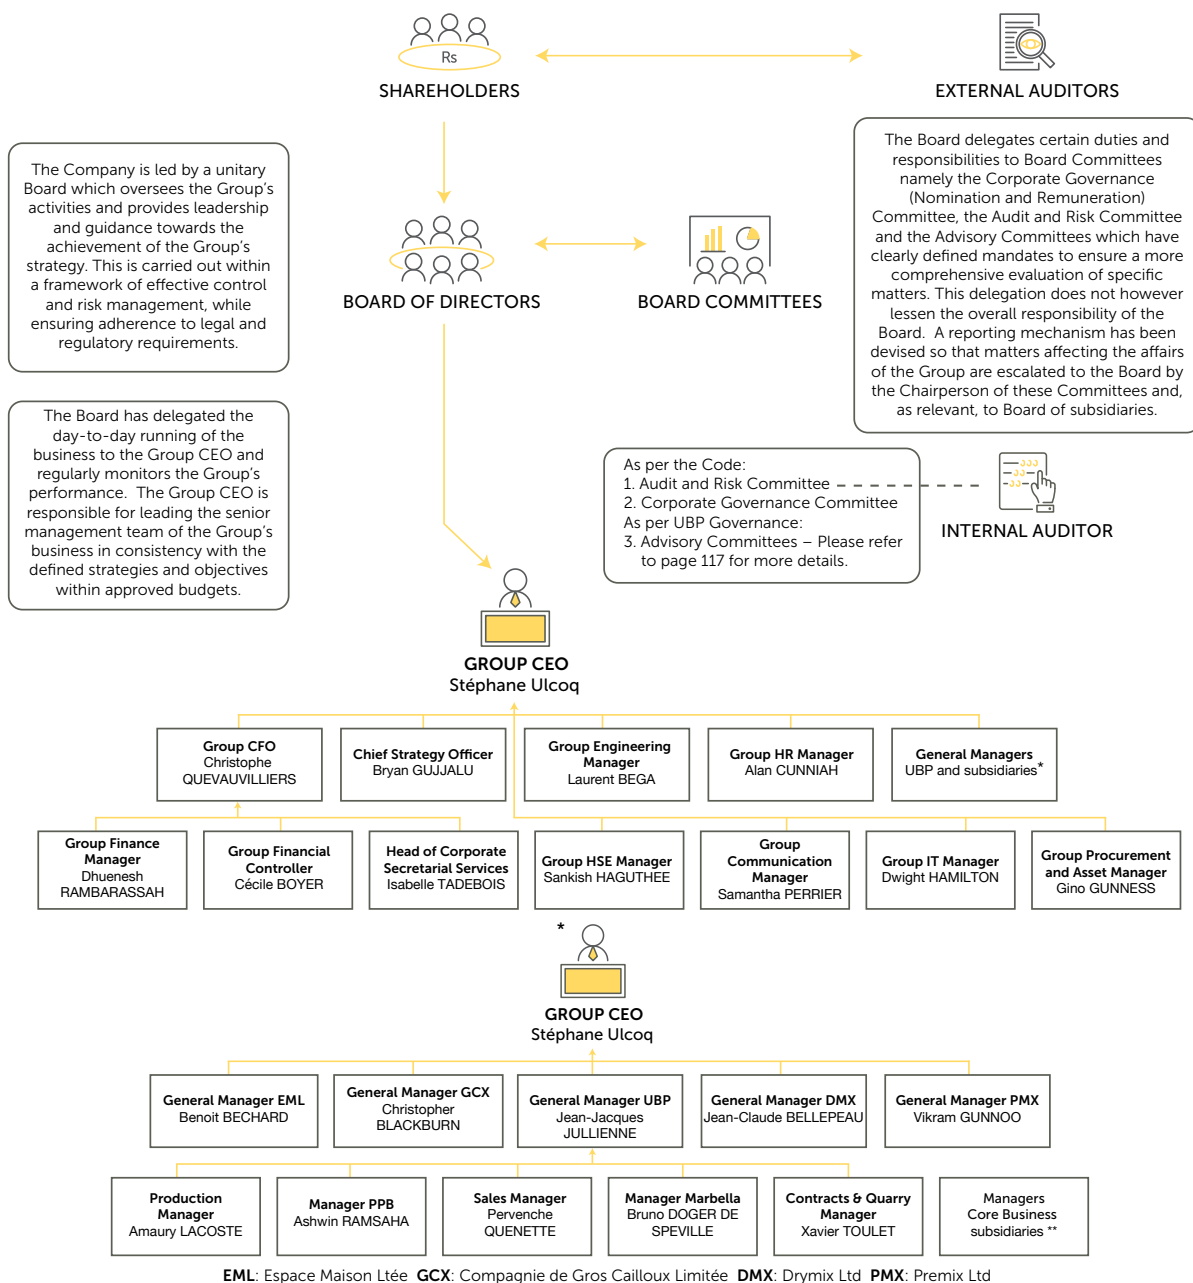 Rs
SHAREHOLDERS
EXTERNAL AUDITORS
The Company is led by a unitary
Board which oversees the Group's
activities and provides leadership
and guidance towards the
achievement of the Group's
strategy. This is carried out within
a framework of effective control
and risk management, while
ensuring adherence to legal and
regulatory requirements.
BOARD OF DIRECTORS
BOARD COMMITTEES
The Board delegates certain duties and
responsibilities to Board Committees
namely the Corporate Governance
(Nomination and Remuneration)
Committee, the Audit and Risk Committee
and the Advisory Committees which have
clearly defined mandates to ensure a more
comprehensive evaluation of specific
matters. This delegation does not however
lessen the overall responsibility of the
Board.  A reporting mechanism has been
devised so that matters affecting the affairs
of the Group are escalated to the Board by
the Chairperson of these Committees and,
as relevant, to Board of subsidiaries.
The Board has delegated the
day-to-day running of the
business to the Group CEO and
regularly monitors the Group's
performance.  The Group CEO is
responsible for leading the senior
management team of the Group's
business in consistency with the
defined strategies and objectives
within approved budgets.
As per the Code:
1. Audit and Risk Committee
2. Corporate Governance Committee
As per UBP Governance:
3. Advisory Committees – Please refer
to page 117 for more details.
INTERNAL AUDITOR
GROUP CEO
Stéphane Ulcoq
Group CFO
Christophe
QUEVAUVILLIERS
Chief Strategy Officer
Bryan GUJJALU
Group Engineering
Manager
Laurent BEGA
Group HR Manager
Alan CUNNIAH
General Managers
UBP and subsidiaries*
Group Finance
Manager
Dhuenesh
RAMBARASSAH
Group Financial
Controller
Cécile BOYER
Head of Corporate
Secretarial Services
Isabelle TADEBOIS
Group HSE Manager
Sankish HAGUTHEE
Group
Communication
Manager
Samantha PERRIER
Group IT Manager
Dwight HAMILTON
Group Procurement
and Asset Manager
Gino GUNNESS
*
GROUP CEO
Stéphane Ulcoq
General Manager EML
Benoit BECHARD
General Manager GCX
Christopher
BLACKBURN
General Manager UBP
Jean-Jacques
JULLIENNE
General Manager DMX
Jean-Claude BELLEPEAU
General Manager PMX
Vikram GUNNOO
Production
Manager
Amaury LACOSTE
Manager PPB
Ashwin RAMSAHA
Sales Manager
Pervenche
QUENETTE
Manager Marbella
Bruno DOGER DE
SPEVILLE
Contracts & Quarry
Manager
Xavier TOULET
Managers
Core Business
subsidiaries **
EML: Espace Maison Ltée  GCX: Compagnie de Gros Cailloux Limitée  DMX: Drymix Ltd  PMX: Premix Ltd